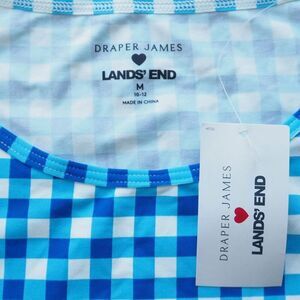 DRAPER JAMES
LANDS' END
M
10-12
MADE IN CHINA
DRAPER JAMES
LANDS' END